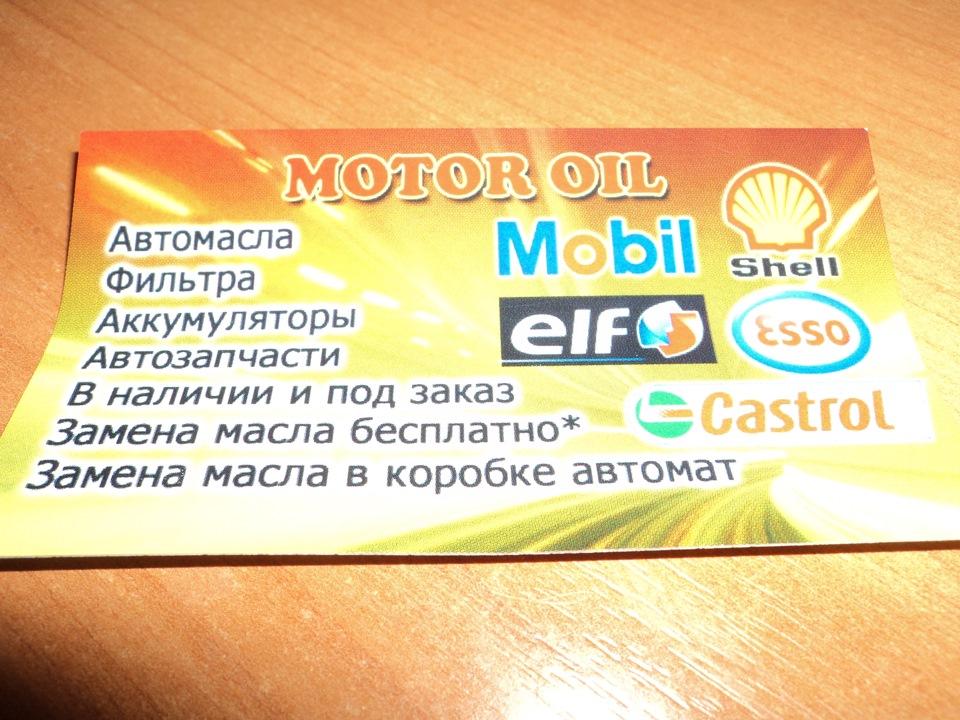 MOTOR OIL
Автомасла
Фильтра
Аккумуляторы
Автозапчасти
В наличии и под заказ
Замена масла бесплатно*
Замена масла в коробке автомат
Mobil
Shell
elf
Esso
Castrol